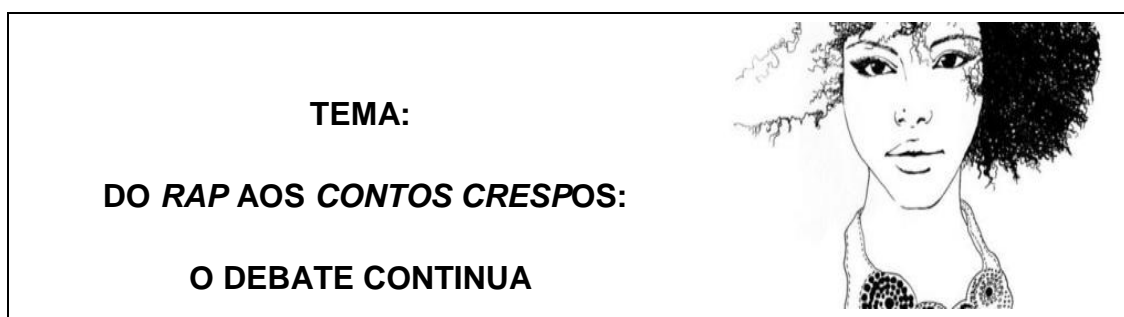 TEMA:
DO RAP AOS CONTOS CRESPOS:
O DEBATE CONTINUA